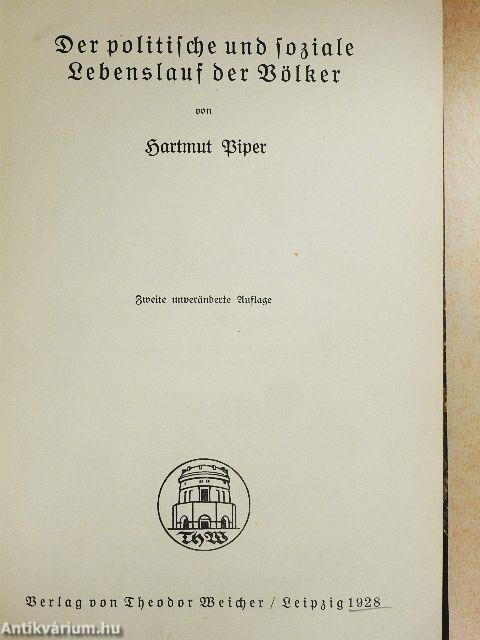 Der politische und soziale
Lebenslauf der Völker
von
Hartmut Piper
Zweite unveränderte Auflage
ThW
Verlag von Theodor Weicher / Leipzig 1928
Antikvárium.hu